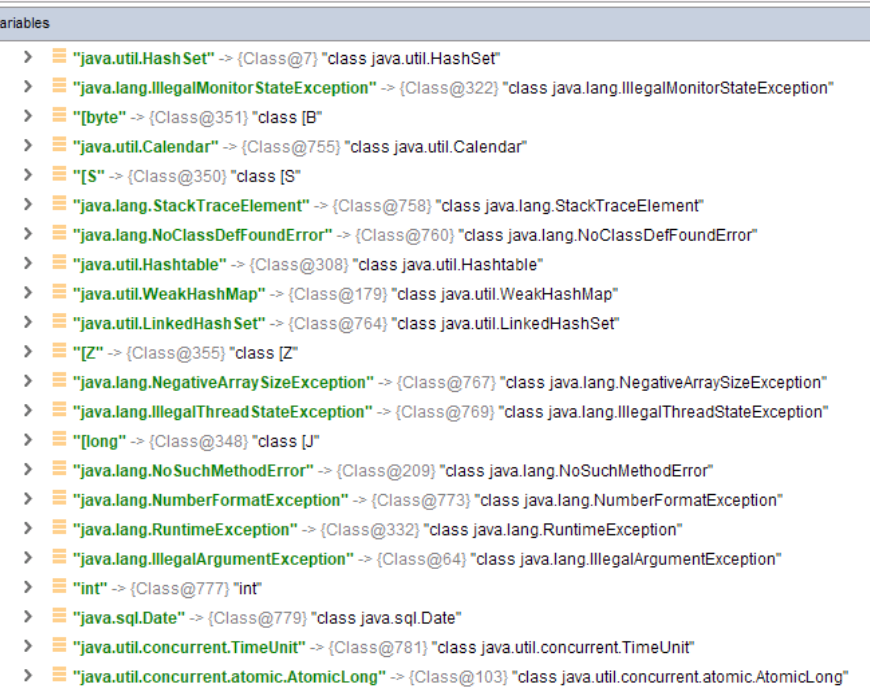 ariables
"java.util.HashSet" -> {Class@7} "class java.util.HashSet"
"java.lang.IllegalMonitorStateException" -> {Class@322} "class java.lang.IllegalMonitorStateException"
"[byte" -> {Class@351} "class [B"
"java.util.Calendar" -> {Class@755} "class java.util.Calendar"
"[S" -> {Class@350} "class [S"
"java.lang.StackTraceElement" -> {Class@758} "class java.lang.StackTraceElement"
"java.lang.NoClassDefFoundError" -> {Class@760} "class java.lang.NoClassDefFoundError"
"java.util.Hashtable" -> {Class@308} "class java.util.Hashtable"
"java.util.WeakHashMap" -> {Class@179} "class java.util.WeakHashMap"
"java.util.LinkedHashSet" -> {Class@764} "class java.util.LinkedHashSet"
"[Z" -> {Class@355} "class [Z"
"java.lang.NegativeArraySizeException" -> {Class@767} "class java.lang.NegativeArraySizeException"
"java.lang.IllegalThreadStateException" -> {Class@769} "class java.lang.IllegalThreadStateException"
"[long" -> {Class@348} "class [J"
"java.lang.NoSuchMethodError" -> {Class@209} "class java.lang.NoSuchMethodError"
"java.lang.NumberFormatException" -> {Class@773} "class java.lang.NumberFormatException"
"java.lang.RuntimeException" -> {Class@332} "class java.lang.RuntimeException"
"java.lang.IllegalArgumentException" -> {Class@64} "class java.lang.IllegalArgumentException"
"int" -> {Class@777} "int"
"java.sql.Date" -> {Class@779} "class java.sql.Date"
"java.util.concurrent.TimeUnit" -> {Class@781} "class java.util.concurrent.TimeUnit"
"java.util.concurrent.atomic.AtomicLong" -> {Class@103} "class java.util.concurrent.atomic.AtomicLong"